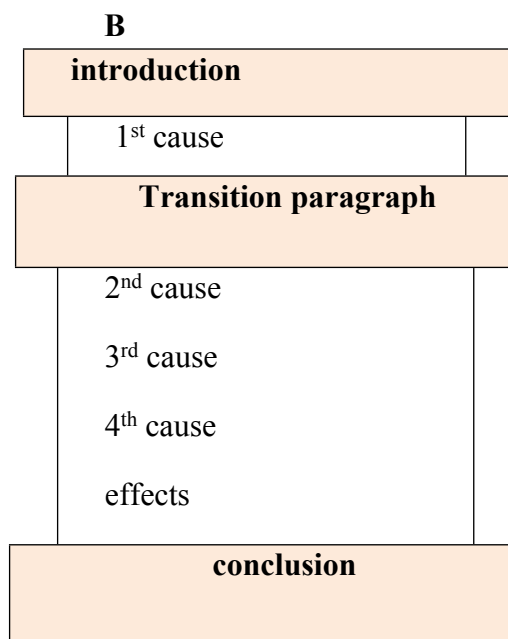 B
introduction
1st cause
Transition paragraph
2nd cause
3rd cause
4th cause
effects
conclusion